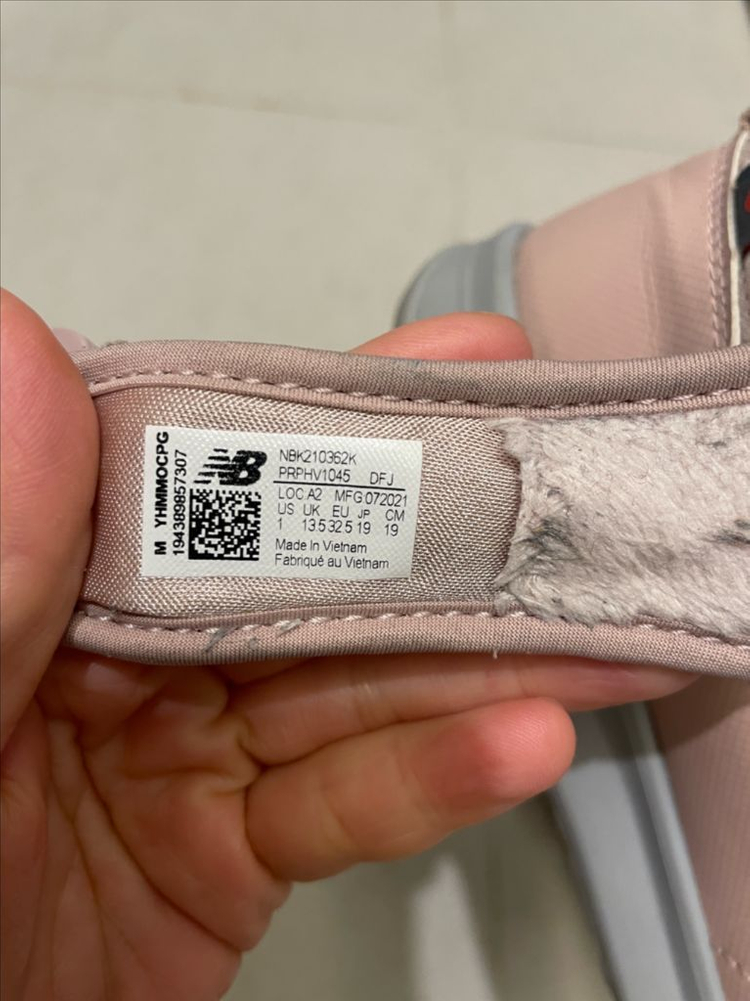 M YHMMOCPG
194389857307
NB
NBK210362K
PRPHV1045 DFJ
LOC A2 MFG 072021
US UK EU JP CM
1 13.5 32.5 19 19
Made In Vietnam
Fabriqué au Vietnam